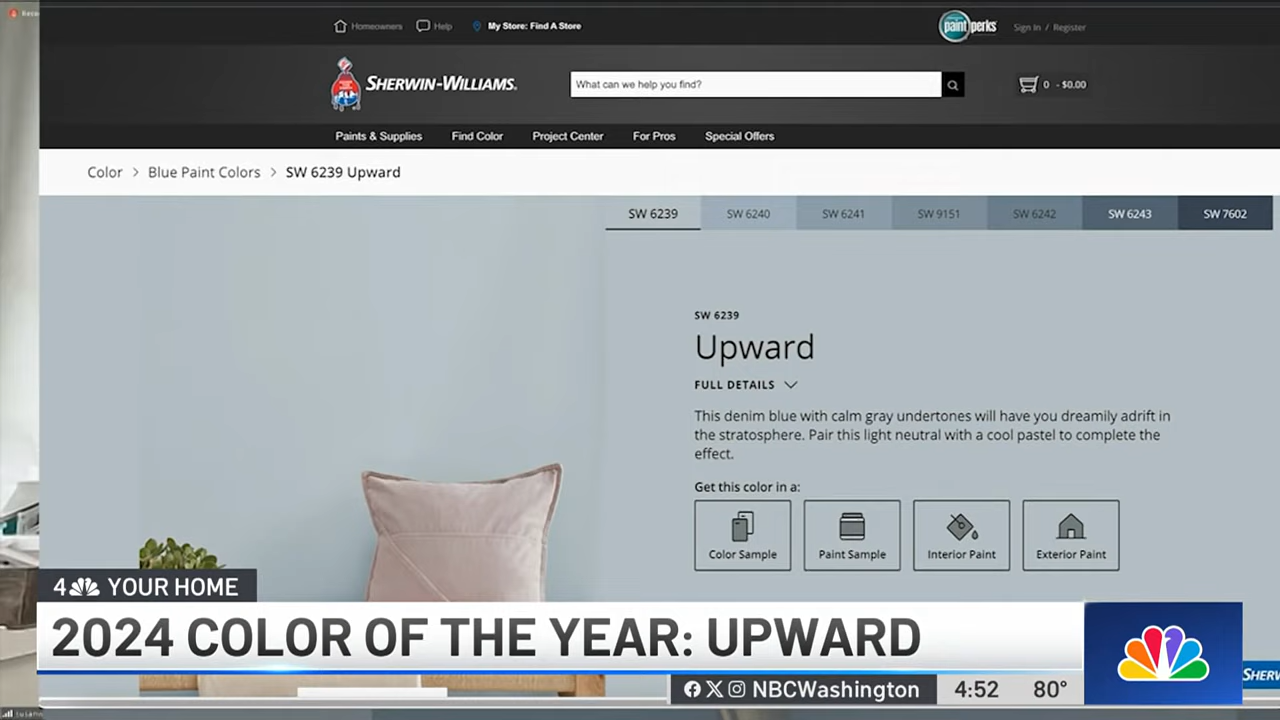 Homeowners
Help
My Store: Find A Store
paint perks
Sign In / Register
SHERWIN-WILLIAMS.
What can we help you find?
0 - $0.00
Paints & Supplies
Find Color
Project Center
For Pros
Special Offers
Color > Blue Paint Colors > SW 6239 Upward
SW 6239
SW 6240
SW 6241
SW 9151
SW 6242
SW 6243
SW 7602
SW 6239
Upward
FULL DETAILS
This denim blue with calm gray undertones will have you dreamily adrift in
the stratosphere. Pair this light neutral with a cool pastel to complete the
effect.
Get this color in a:
Color Sample
Paint Sample
Interior Paint
Exterior Paint
4 YOUR HOME
2024 COLOR OF THE YEAR: UPWARD
NBCWashington
4:52
80°
SHERW